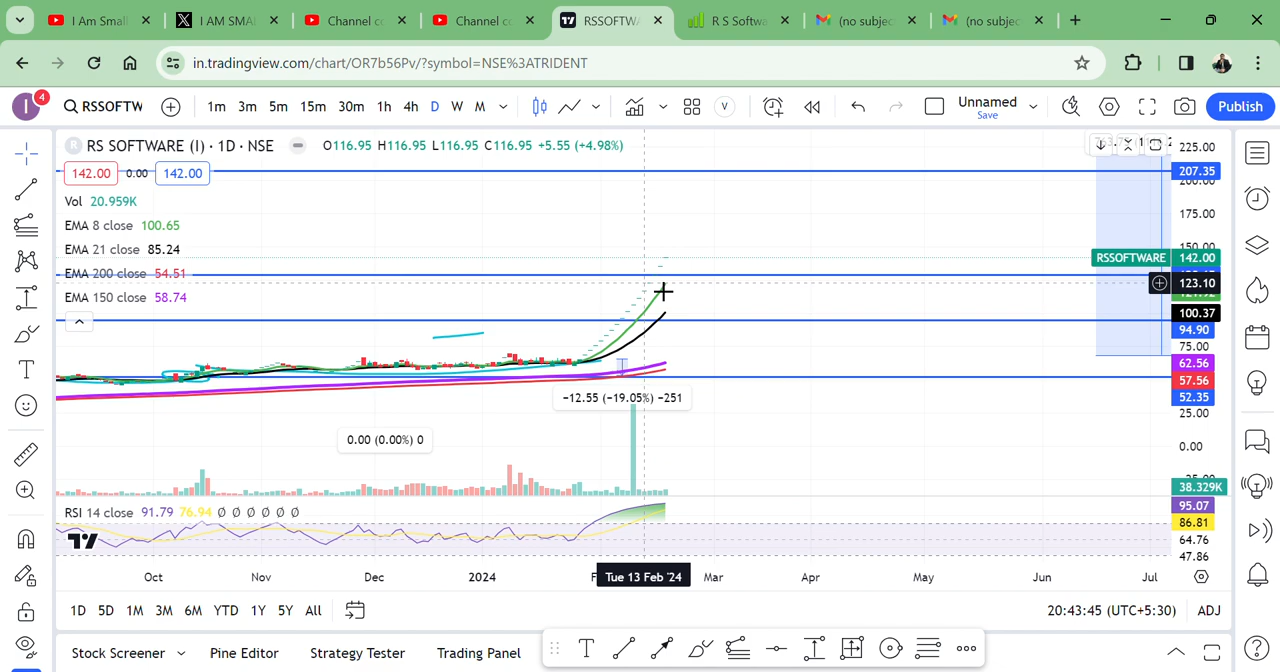 I Am Small
I AM SMAL
Channel co
Channel co
RSSOFTWA
R S Softwa
(no subjec
(no subjec
in.tradingview.com/chart/OR7b56Pv/?symbol=NSE%3ATRIDENT
I 4 RSSOFTW 1m 3m 5m 15m 30m 1h 4h D W M V Unnamed Save Publish
R RS SOFTWARE (I) · 1D · NSE O116.95 H116.95 L116.95 C116.95 +5.55 (+4.98%)
142.00 0.00 142.00
Vol 20.959K
EMA 8 close 100.65
EMA 21 close 85.24
EMA 200 close 54.51
EMA 150 close 58.74
225.00
207.35
200.00
175.00
150.00
RSSOFTWARE 142.00
123.10
100.37
94.90
75.00
62.56
57.56
52.35
25.00
0.00
−12.55 (−19.05%) −251
0.00 (0.00%) 0
38.329K
RSI 14 close 91.79 76.94 Ø Ø Ø Ø Ø Ø
95.07
86.81
64.76
47.86
Oct Nov Dec 2024 F Tue 13 Feb '24 Mar Apr May Jun Jul
1D 5D 1M 3M 6M YTD 1Y 5Y All 20:43:45 (UTC+5:30) ADJ
Stock Screener Pine Editor Strategy Tester Trading Panel